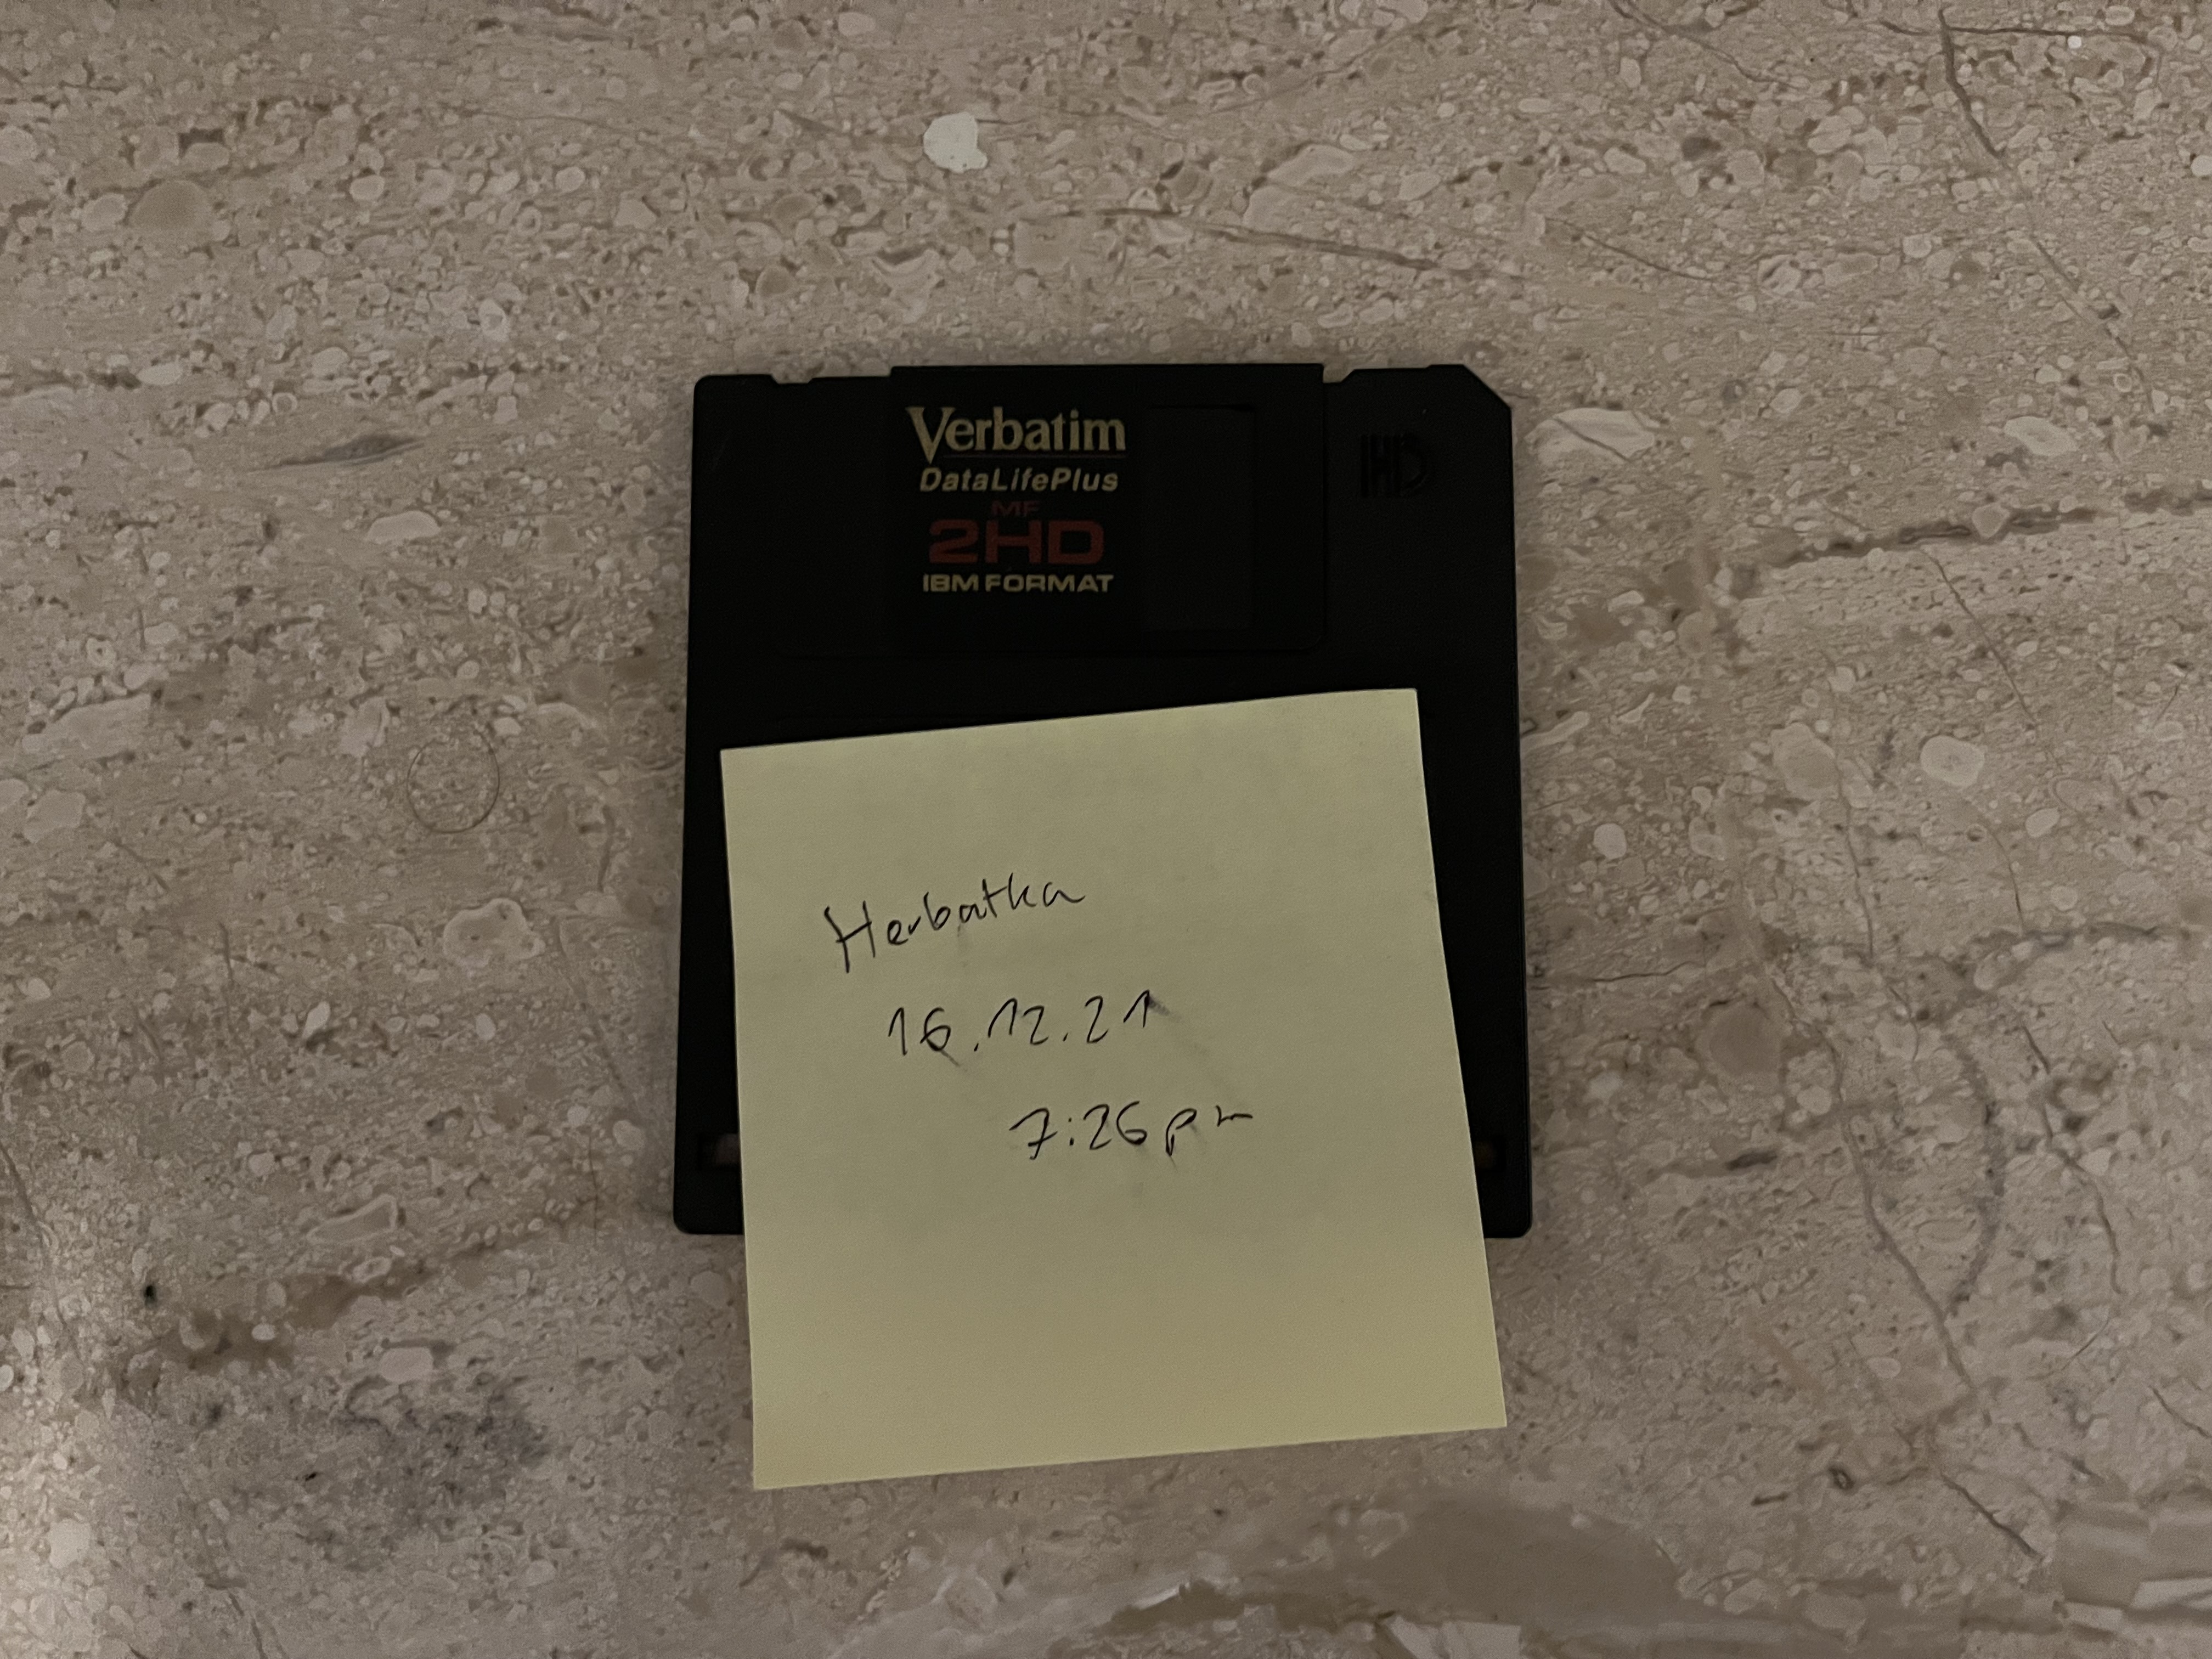 Verbatim
DataLifePlus
MF
2HD
IBM FORMAT
HD
Herbatka
16.12.21
7:26pm